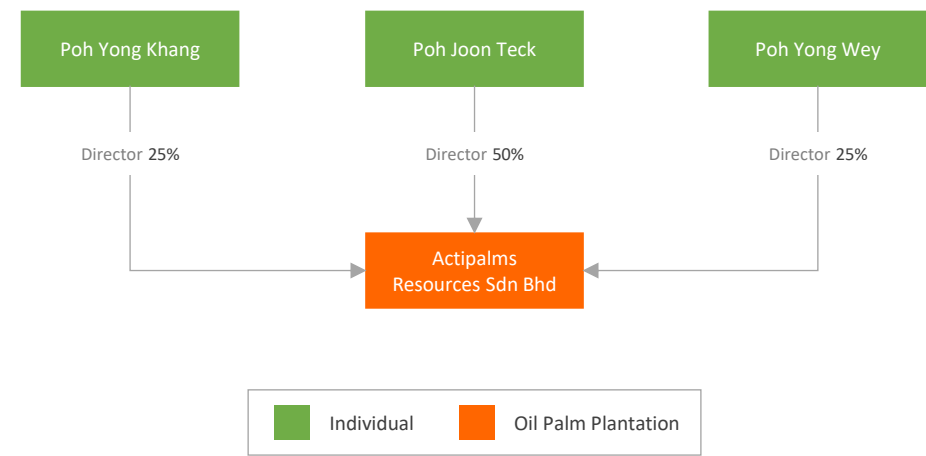 Poh Yong Khang
Poh Joon Teck
Poh Yong Wey
Director 25%
Director 50%
Director 25%
Actipalms
Resources Sdn Bhd
Individual
Oil Palm Plantation